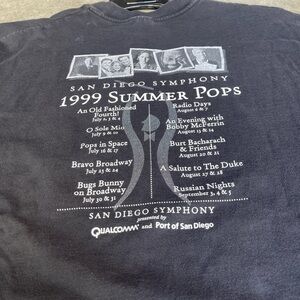 SAN DIEGO SYMPHONY
1999 SUMMER POPS
An Old Fashioned
Fourth!
July 2, 3 & 4
O Sole Mio
July 9 & 10
Pops in Space
July 16 & 17
Bravo Broadway
July 23 & 24
Bugs Bunny
on Broadway
July 30 & 31
Radio Days
August 6 & 7
An Evening with
Bobby McFerrin
August 13 & 14
Burt Bacharach
& Friends
August 20 & 21
A Salute to The Duke
August 27 & 28
Russian Nights
September 3, 4 & 5
SAN DIEGO SYMPHONY
presented by
QUALCOMM and Port of San Diego